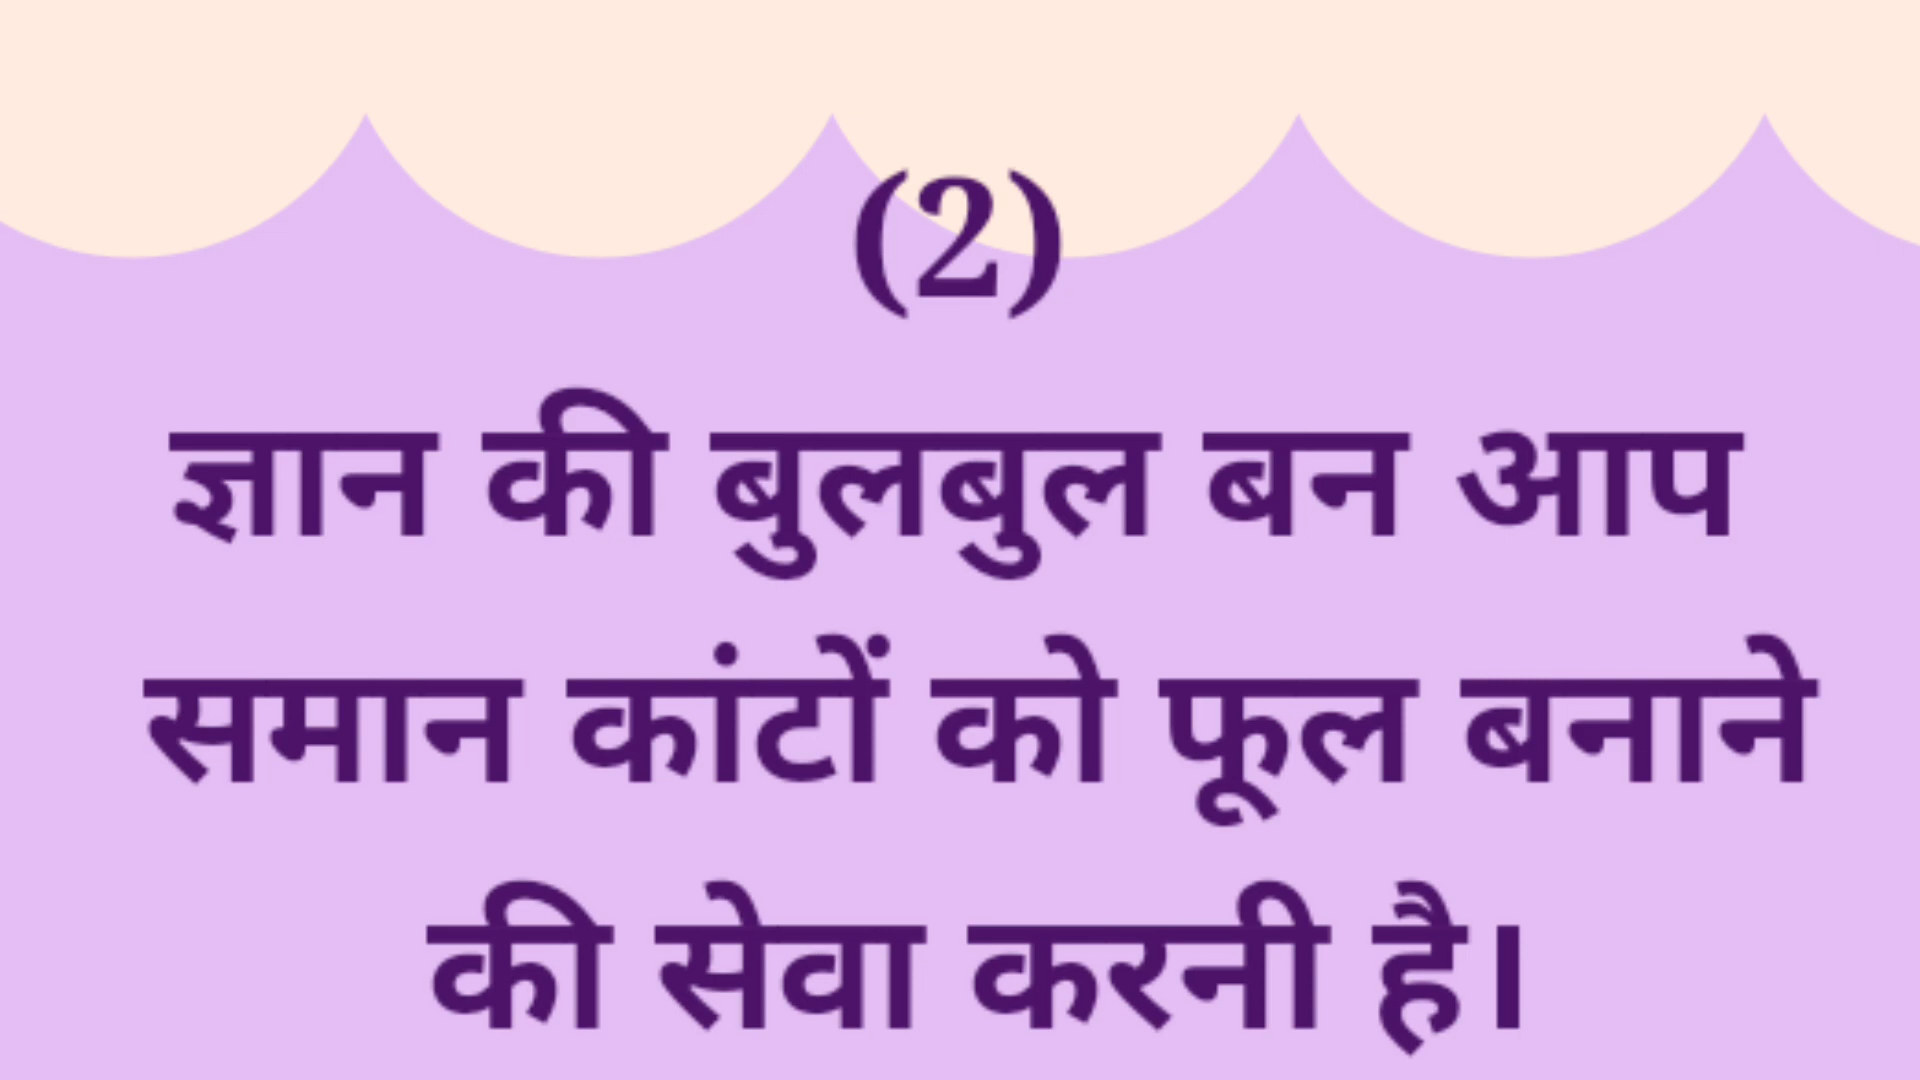 (2)
ज्ञान की बुलबुल बन आप
समान कांटों को फूल बनाने
की सेवा करनी है।